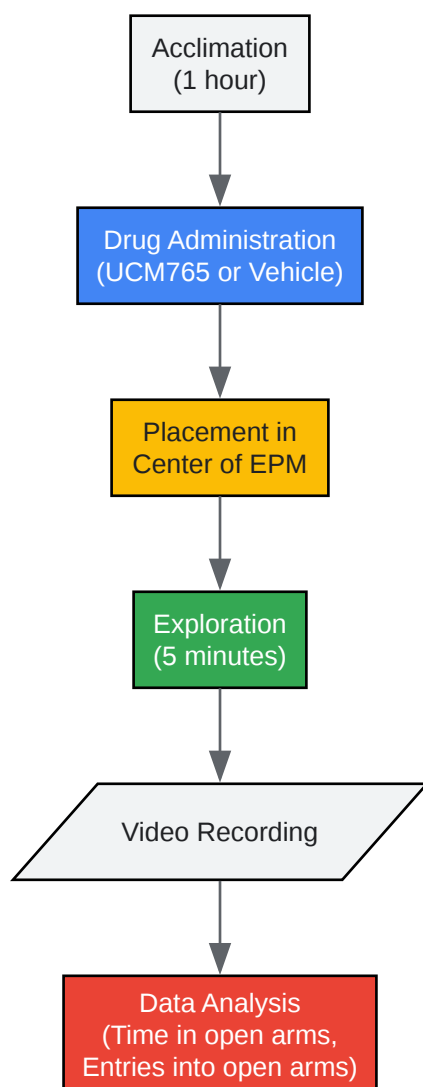 Acclimation
(1 hour)
Drug Administration
(UCM765 or Vehicle)
Placement in
Center of EPM
Exploration
(5 minutes)
Video Recording
Data Analysis
(Time in open arms,
Entries into open arms)